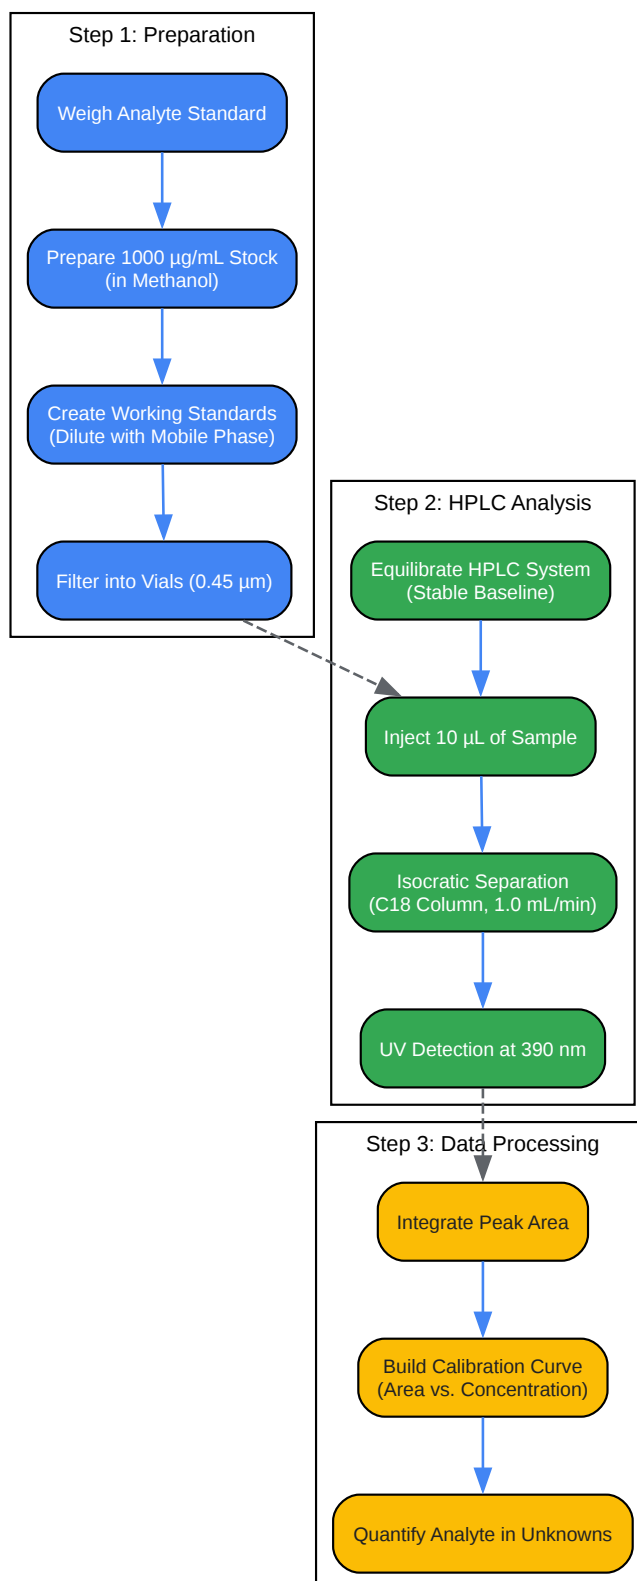 Step 1: Preparation
Weigh Analyte Standard
Prepare 1000 µg/mL Stock
(in Methanol)
Create Working Standards
(Dilute with Mobile Phase)
Filter into Vials (0.45 µm)
Step 2: HPLC Analysis
Equilibrate HPLC System
(Stable Baseline)
Inject 10 µL of Sample
Isocratic Separation
(C18 Column, 1.0 mL/min)
UV Detection at 390 nm
Step 3: Data Processing
Integrate Peak Area
Build Calibration Curve
(Area vs. Concentration)
Quantify Analyte in Unknowns